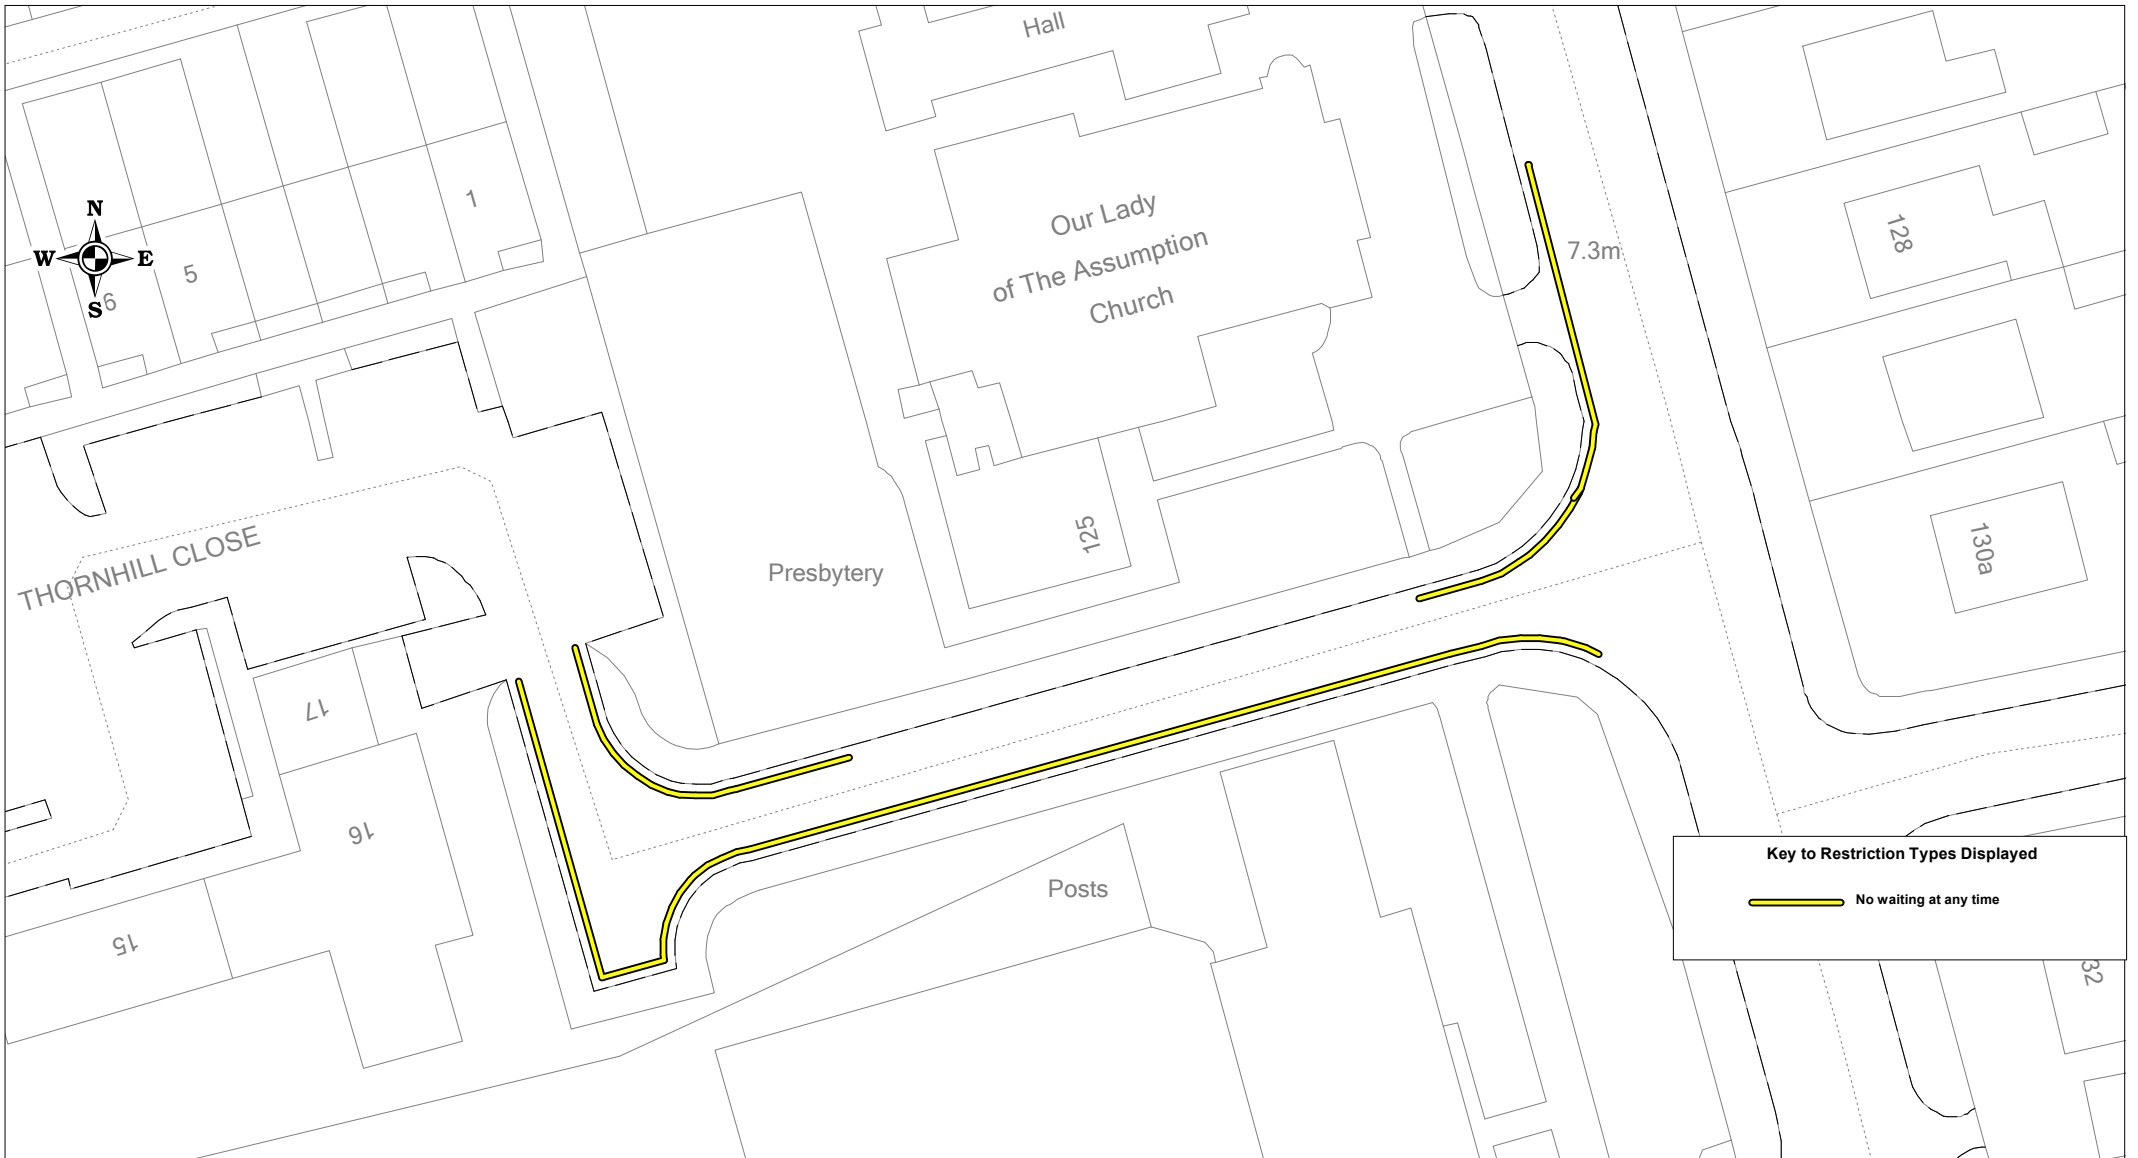 Hall
1
N
W E
S
5
6
Our Lady
of The Assumption
Church
7.3m
128
THORNHILL CLOSE
125
130a
Presbytery
17
16
15
Posts
Key to Restriction Types Displayed
No waiting at any time
32